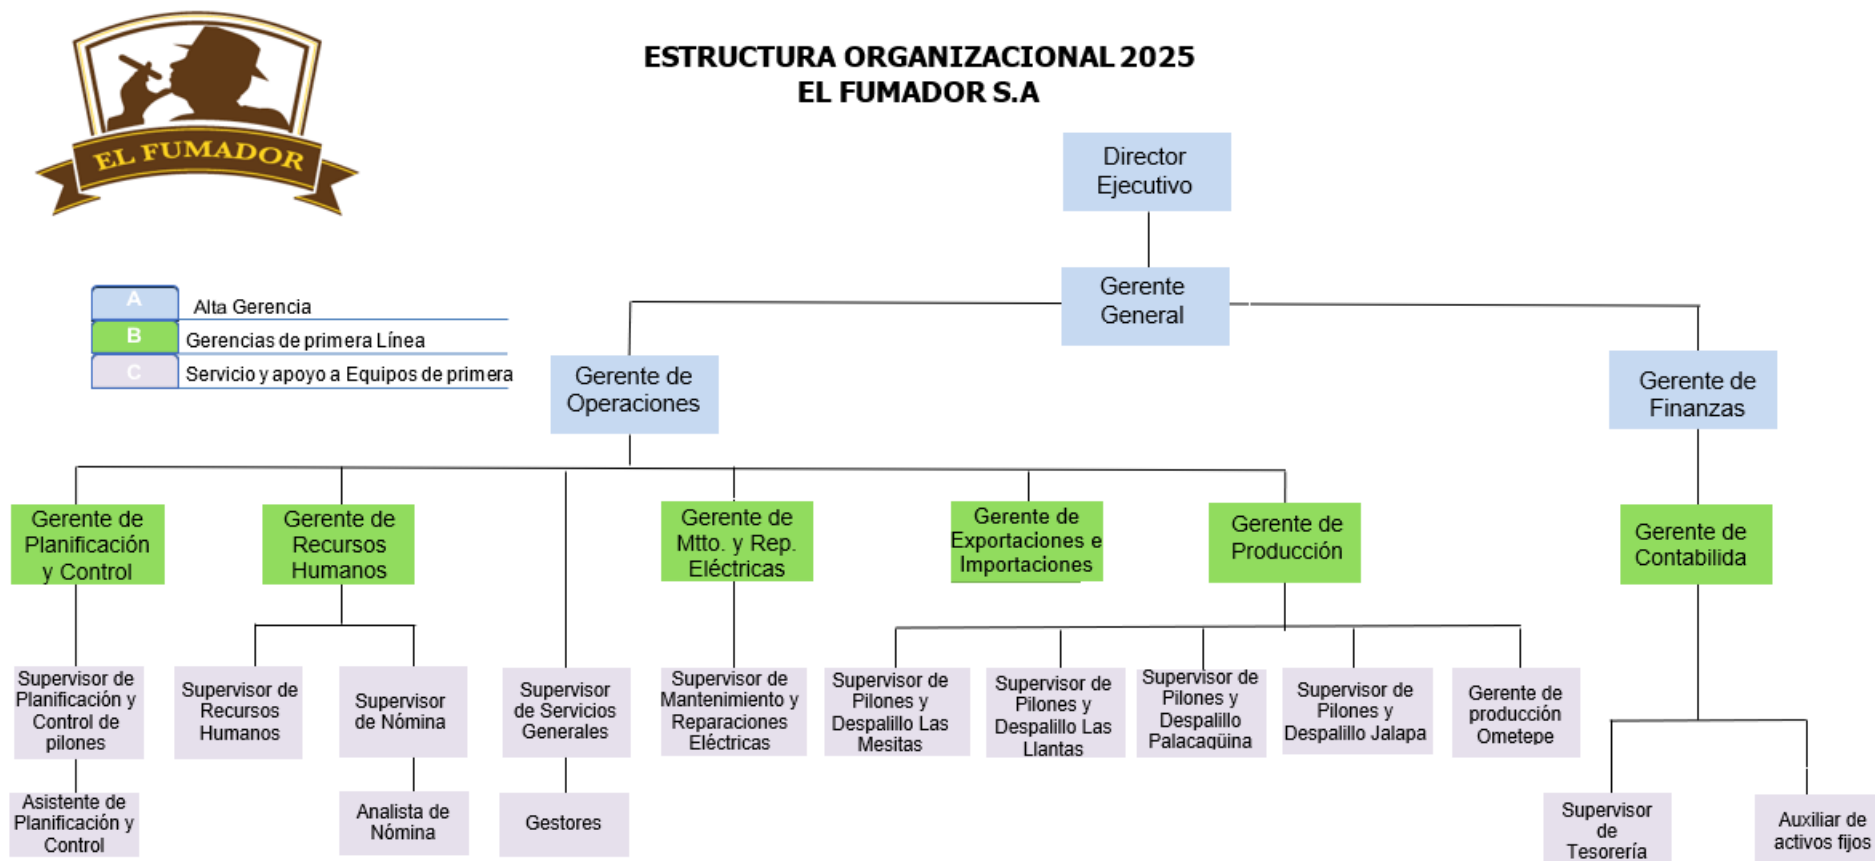 EL FUMADOR
ESTRUCTURA ORGANIZACIONAL 2025
EL FUMADOR S.A
Director
Ejecutivo
Gerente
General
A
Alta Gerencia
B
Gerencias de primera Línea
C
Servicio y apoyo a Equipos de primera
Gerente de
Operaciones
Gerente de
Finanzas
Gerente de
Planificación
y Control
Gerente de
Recursos
Humanos
Gerente de
Mtto. y Rep.
Eléctricas
Gerente de
Exportaciones e
Importaciones
Gerente de
Producción
Gerente de
Contabilida
Supervisor de
Planificación y
Control de
pilones
Supervisor de
Recursos
Humanos
Supervisor
de Nómina
Supervisor
de Servicios
Generales
Supervisor de
Mantenimiento y
Reparaciones
Eléctricas
Supervisor de
Pilones y
Despalillo Las
Mesitas
Supervisor de
Pilones y
Despalillo Las
Llantas
Supervisor de
Pilones y
Despalillo
Palacagüina
Supervisor de
Pilones y
Despalillo Jalapa
Gerente de
producción
Ometepe
Asistente de
Planificación y
Control
Analista de
Nómina
Gestores
Supervisor
de
Tesorería
Auxiliar de
activos fijos